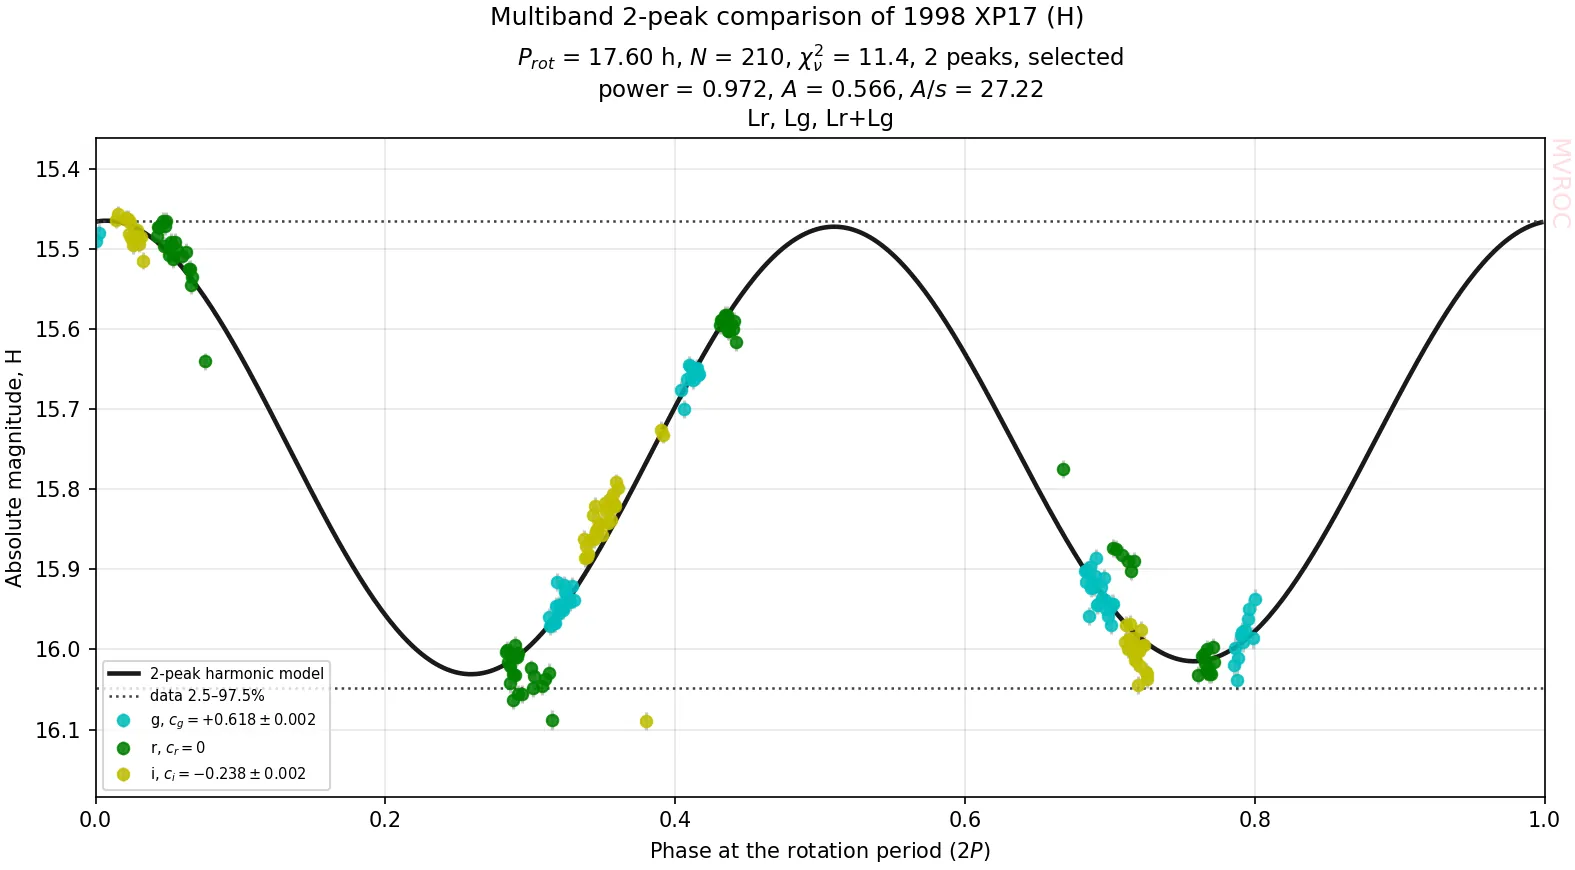 Multiband 2-peak comparison of 1998 XP17 (H)
P_rot = 17.60 h, N = 210, χ²_ν = 11.4, 2 peaks, selected
power = 0.972, A = 0.566, A/s = 27.22
Lr, Lg, Lr+Lg
MVROC
Absolute magnitude, H
15.4
15.5
15.6
15.7
15.8
15.9
16.0
16.1
2-peak harmonic model
data 2.5–97.5%
g, c_g = +0.618 ± 0.002
r, c_r = 0
i, c_i = −0.238 ± 0.002
0.0 0.2 0.4 0.6 0.8 1.0
Phase at the rotation period (2P)